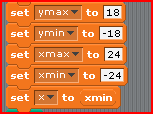 set ymax to 18
set ymin to -18
set xmax to 24
set xmin to -24
set x to xmin